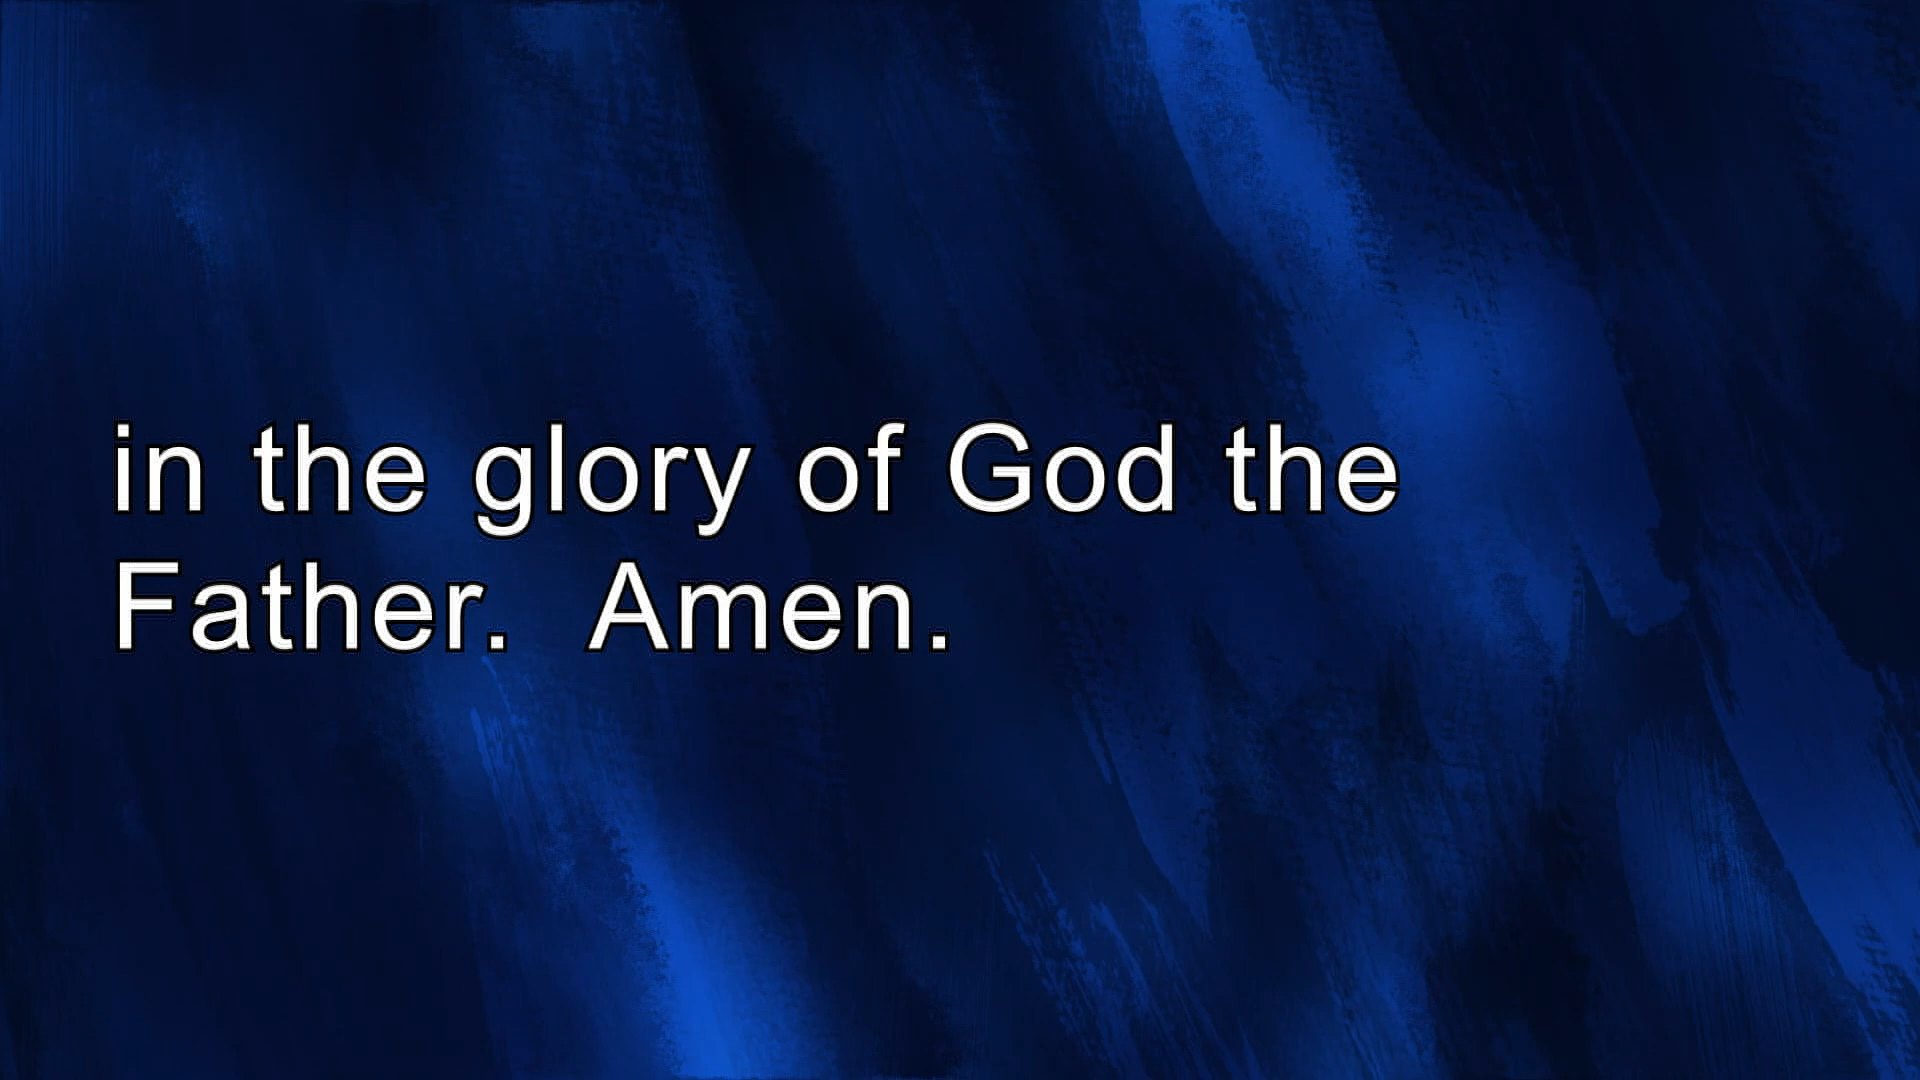 in the glory of God the
Father.  Amen.